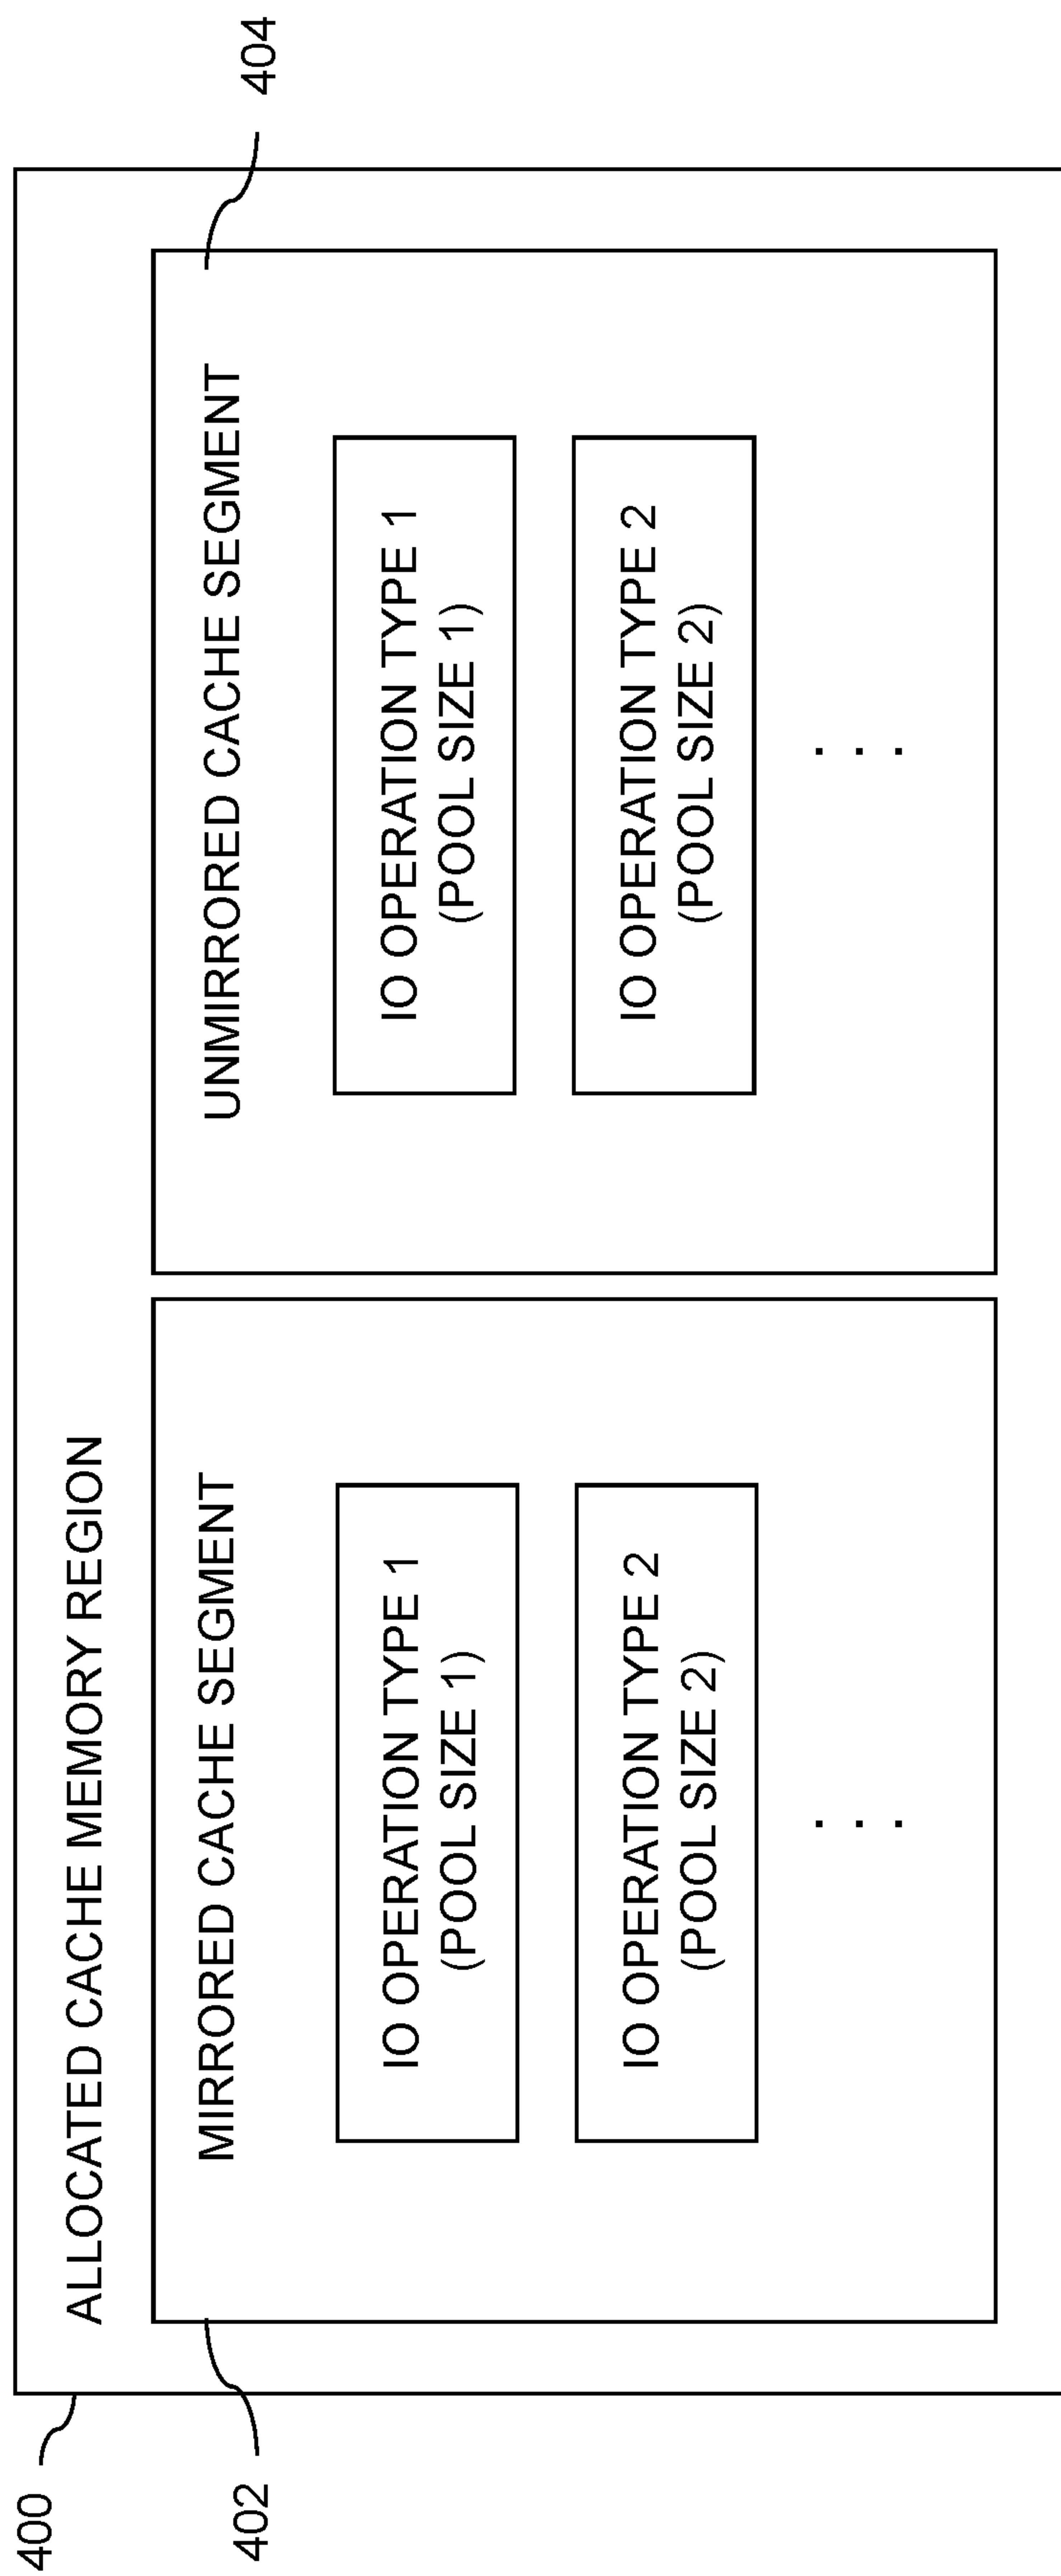 400
ALLOCATED CACHE MEMORY REGION
402
MIRRORED CACHE SEGMENT
IO OPERATION TYPE 1
(POOL SIZE 1)
IO OPERATION TYPE 2
(POOL SIZE 2)
. . .
404
UNMIRRORED CACHE SEGMENT
IO OPERATION TYPE 1
(POOL SIZE 1)
IO OPERATION TYPE 2
(POOL SIZE 2)
. . .